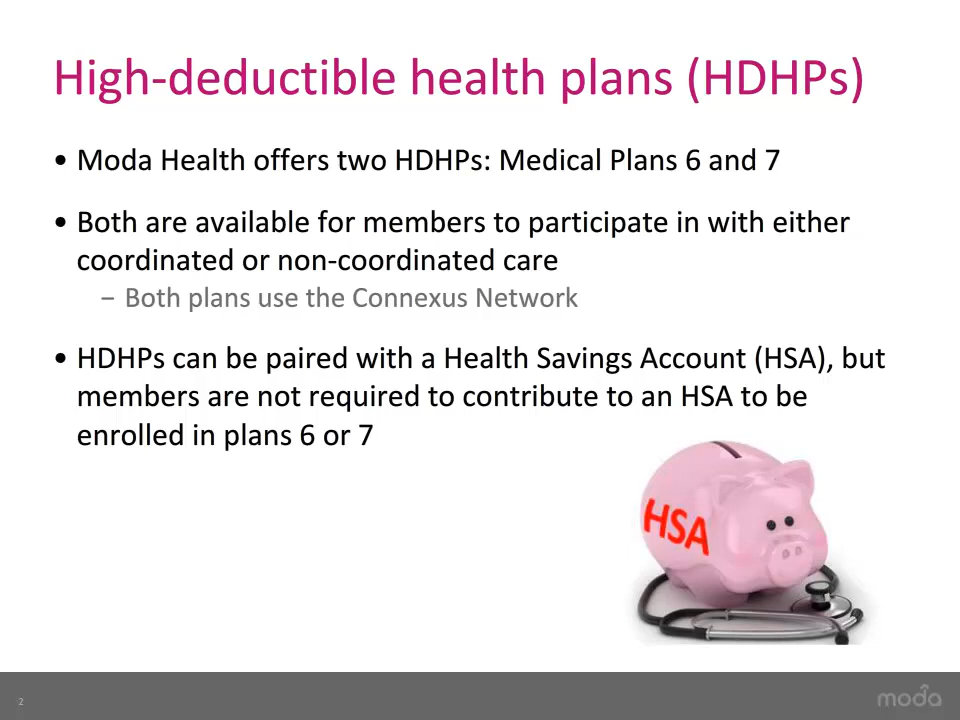 High-deductible health plans (HDHPs)
• Moda Health offers two HDHPs: Medical Plans 6 and 7
• Both are available for members to participate in with either
coordinated or non-coordinated care
– Both plans use the Connexus Network
• HDHPs can be paired with a Health Savings Account (HSA), but
members are not required to contribute to an HSA to be
enrolled in plans 6 or 7
HSA
2
moda